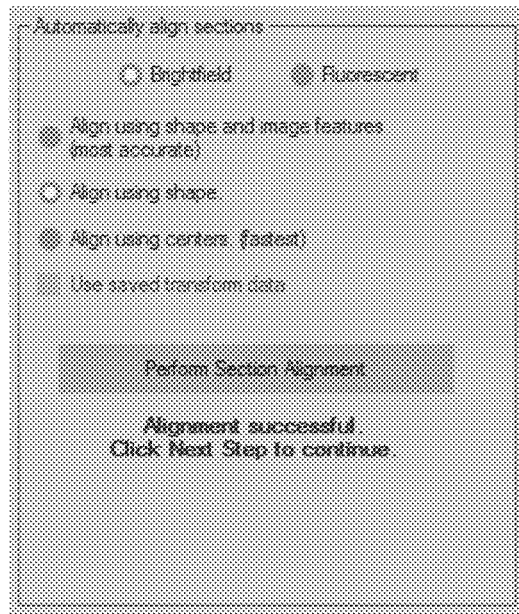 Automatically align sections
Brightfield Fluorescent
Align using shape and image features
(most accurate)
Align using shape.
Align using centers. (fastest)
Use saved transform data
Perform Section Alignment
Alignment successful.
Click Next Step to continue.